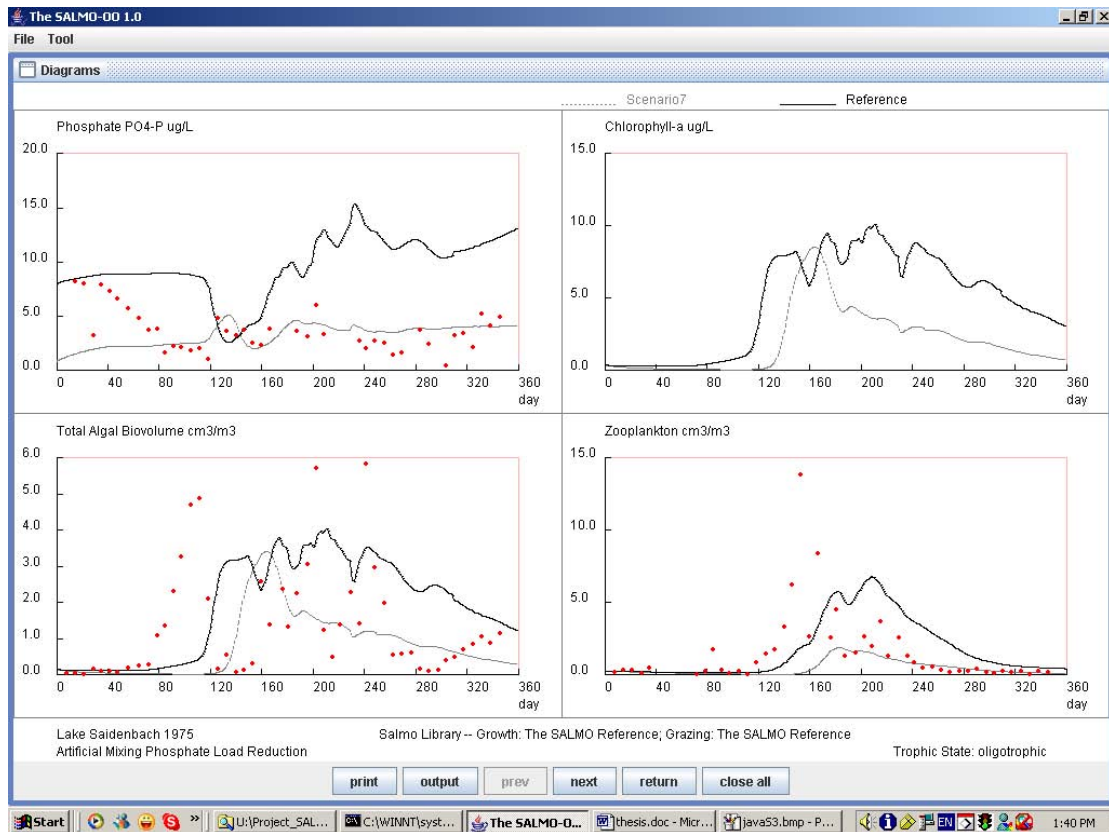 The SALMO-OO 1.0
File Tool
Diagrams
Scenario7 Reference
Phosphate PO4-P ug/L
20.0
15.0
10.0
5.0
0.0
0 40 80 120 160 200 240 280 320 360
day
Chlorophyll-a ug/L
15.0
10.0
5.0
0.0
0 40 80 120 160 200 240 280 320 360
day
Total Algal Biovolume cm3/m3
6.0
5.0
4.0
3.0
2.0
1.0
0.0
0 40 80 120 160 200 240 280 320 360
day
Zooplankton cm3/m3
15.0
10.0
5.0
0.0
0 40 80 120 160 200 240 280 320 360
day
Lake Saidenbach 1975
Salmo Library -- Growth: The SALMO Reference; Grazing: The SALMO Reference
Artificial Mixing Phosphate Load Reduction
Trophic State: oligotrophic
print output prev next return close all
Start » U:\Project_SAL... C:\WINNT\syst... The SALMO-O... thesis.doc - Micr... javaS3.bmp - P... EN 1:40 PM